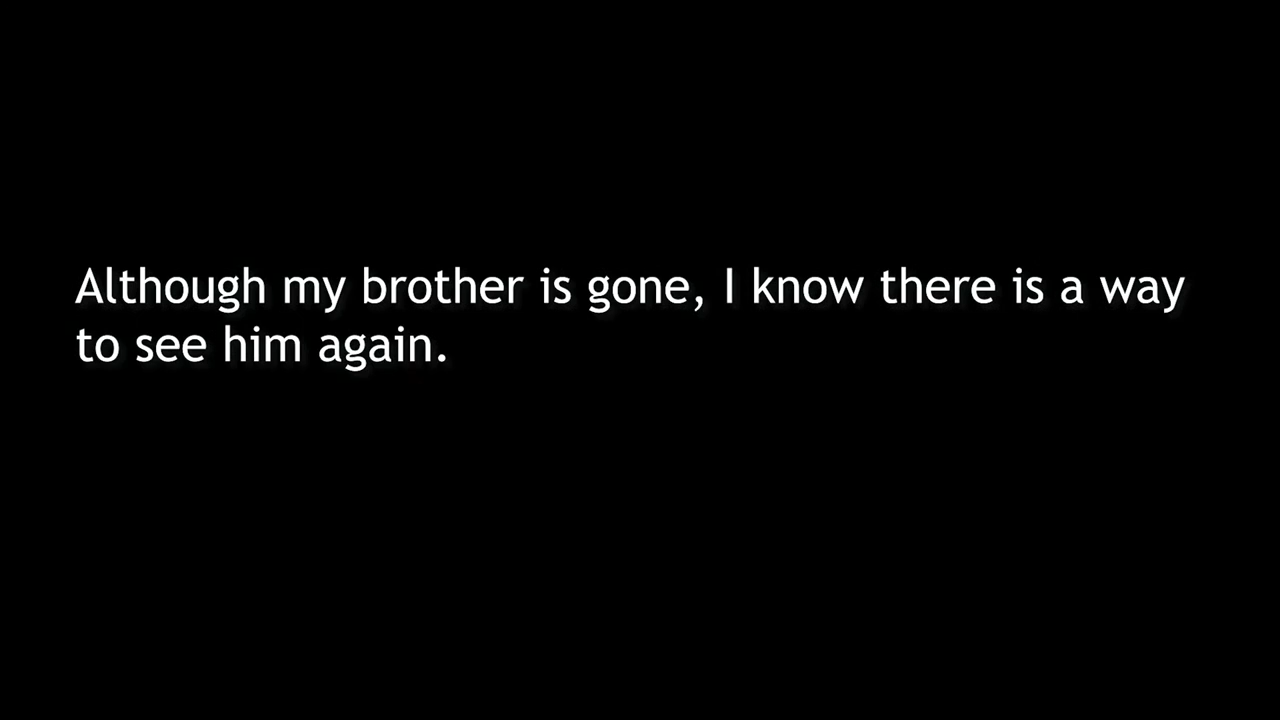 Although my brother is gone, I know there is a way
to see him again.